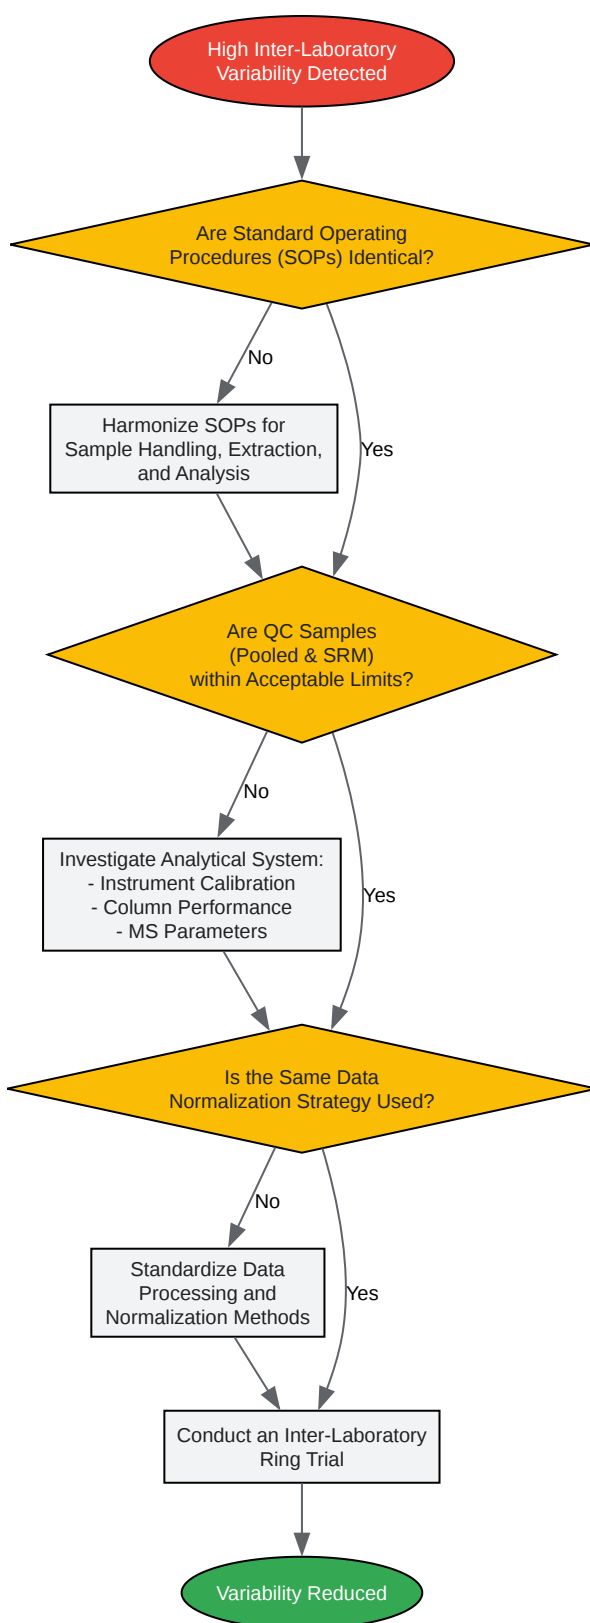 High Inter-Laboratory
Variability Detected
Are Standard Operating
Procedures (SOPs) Identical?
No
Harmonize SOPs for
Sample Handling, Extraction,
and Analysis
Yes
Are QC Samples
(Pooled & SRM)
within Acceptable Limits?
No
Investigate Analytical System:
- Instrument Calibration
- Column Performance
- MS Parameters
Yes
Is the Same Data
Normalization Strategy Used?
No
Standardize Data
Processing and
Normalization Methods
Yes
Conduct an Inter-Laboratory
Ring Trial
Variability Reduced